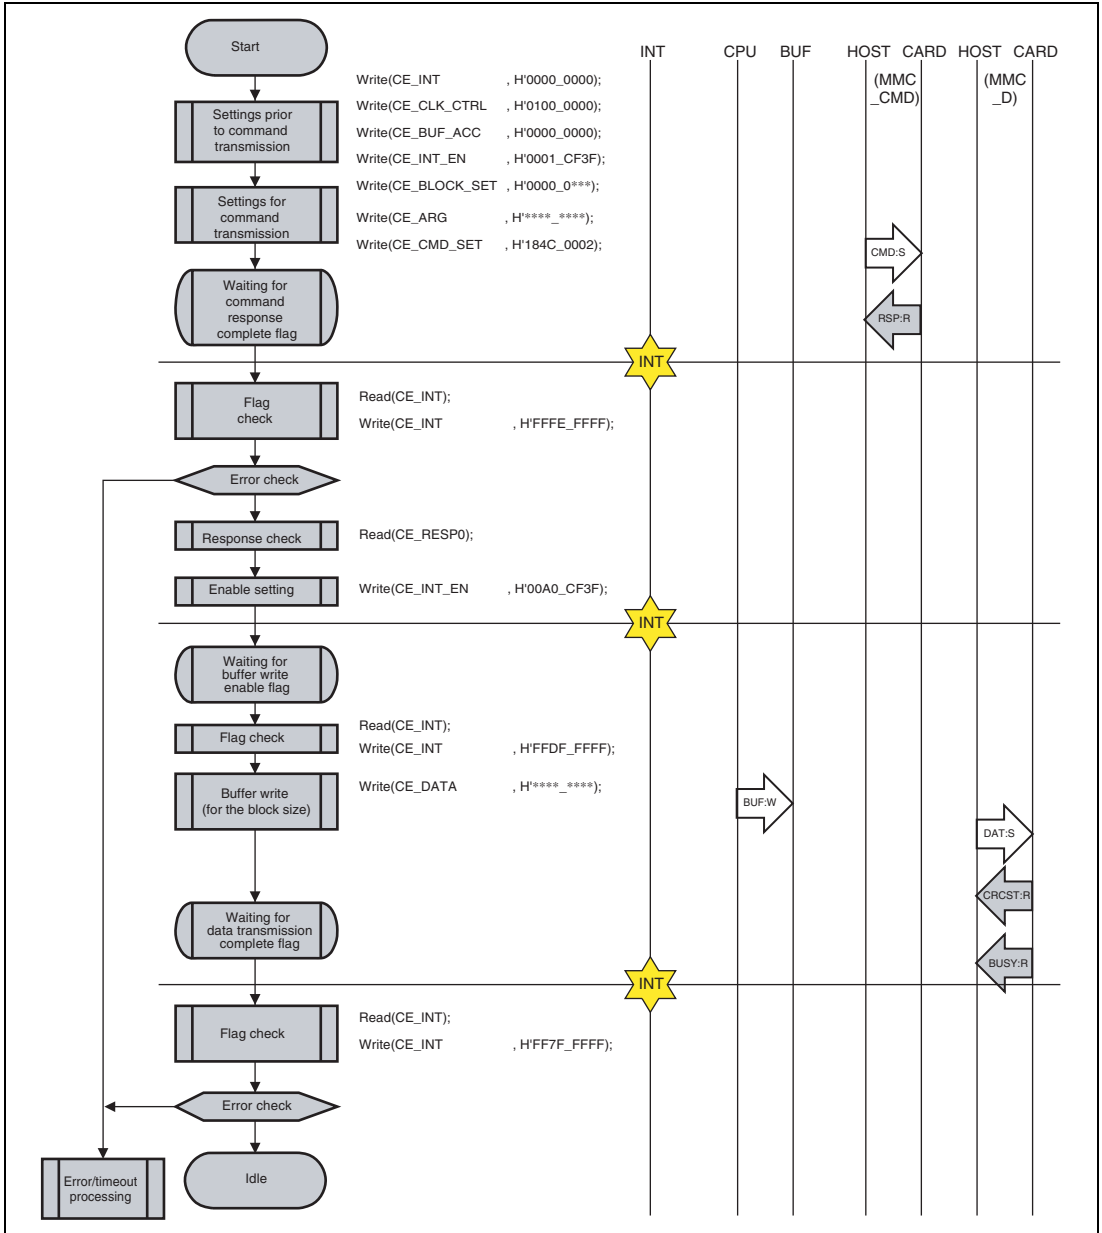 Start
INT
CPU
BUF
HOST
CARD
HOST
CARD
(MMC
_CMD)
(MMC
_D)
Write(CE_INT , H'0000_0000);
Settings prior
to command
transmission
Write(CE_CLK_CTRL , H'0100_0000);
Write(CE_BUF_ACC , H'0000_0000);
Write(CE_INT_EN , H'0001_CF3F);
Write(CE_BLOCK_SET , H'0000_0***);
Settings for
command
transmission
Write(CE_ARG , H'****_****);
Write(CE_CMD_SET , H'184C_0002);
CMD:S
Waiting for
command
response
complete flag
RSP:R
INT
Flag
check
Read(CE_INT);
Write(CE_INT , H'FFFE_FFFF);
Error check
Response check
Read(CE_RESP0);
Enable setting
Write(CE_INT_EN , H'00A0_CF3F);
INT
Waiting for
buffer write
enable flag
Flag check
Read(CE_INT);
Write(CE_INT , H'FFDF_FFFF);
Buffer write
(for the block size)
Write(CE_DATA , H'****_****);
BUF:W
DAT:S
CRCST:R
Waiting for
data transmission
complete flag
BUSY:R
INT
Flag check
Read(CE_INT);
Write(CE_INT , H'FF7F_FFFF);
Error check
Error/timeout
processing
Idle